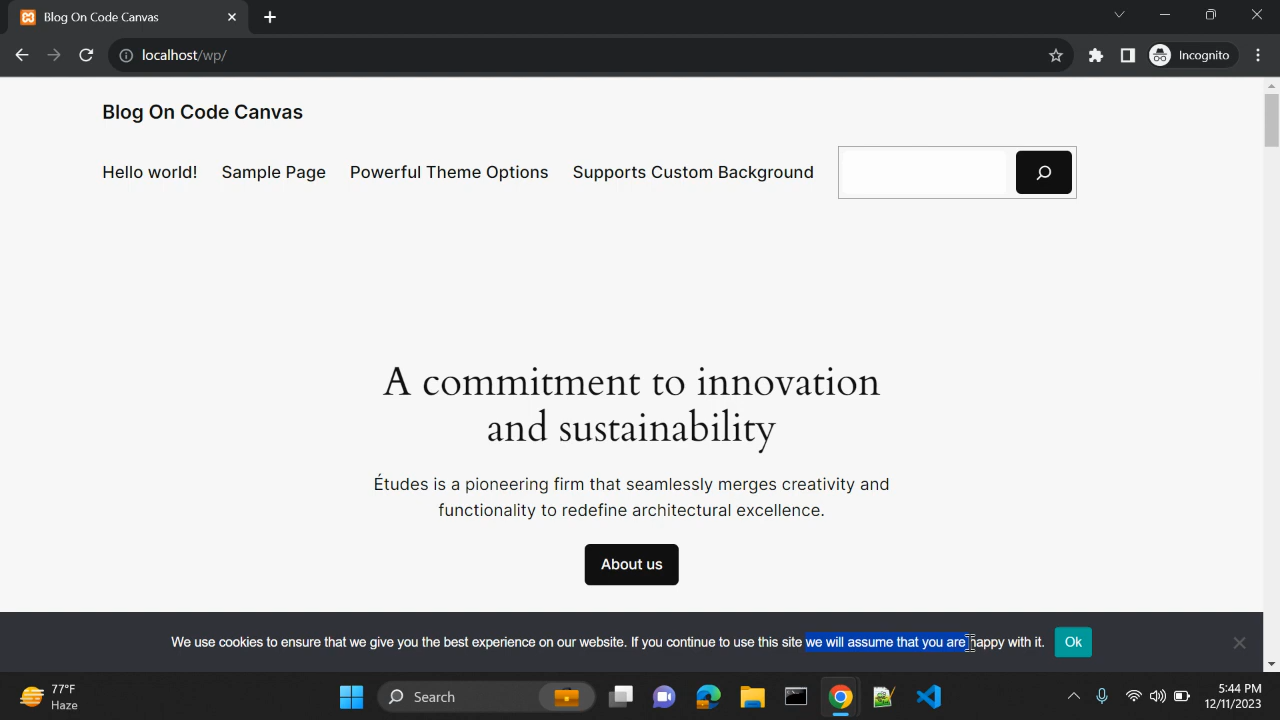 Blog On Code Canvas
localhost/wp/
Incognito
Blog On Code Canvas
Hello world! Sample Page Powerful Theme Options Supports Custom Background
A commitment to innovation
and sustainability
Études is a pioneering firm that seamlessly merges creativity and
functionality to redefine architectural excellence.
About us
We use cookies to ensure that we give you the best experience on our website. If you continue to use this site we will assume that you are happy with it. Ok
77°F
Haze
Search
5:44 PM
12/11/2023